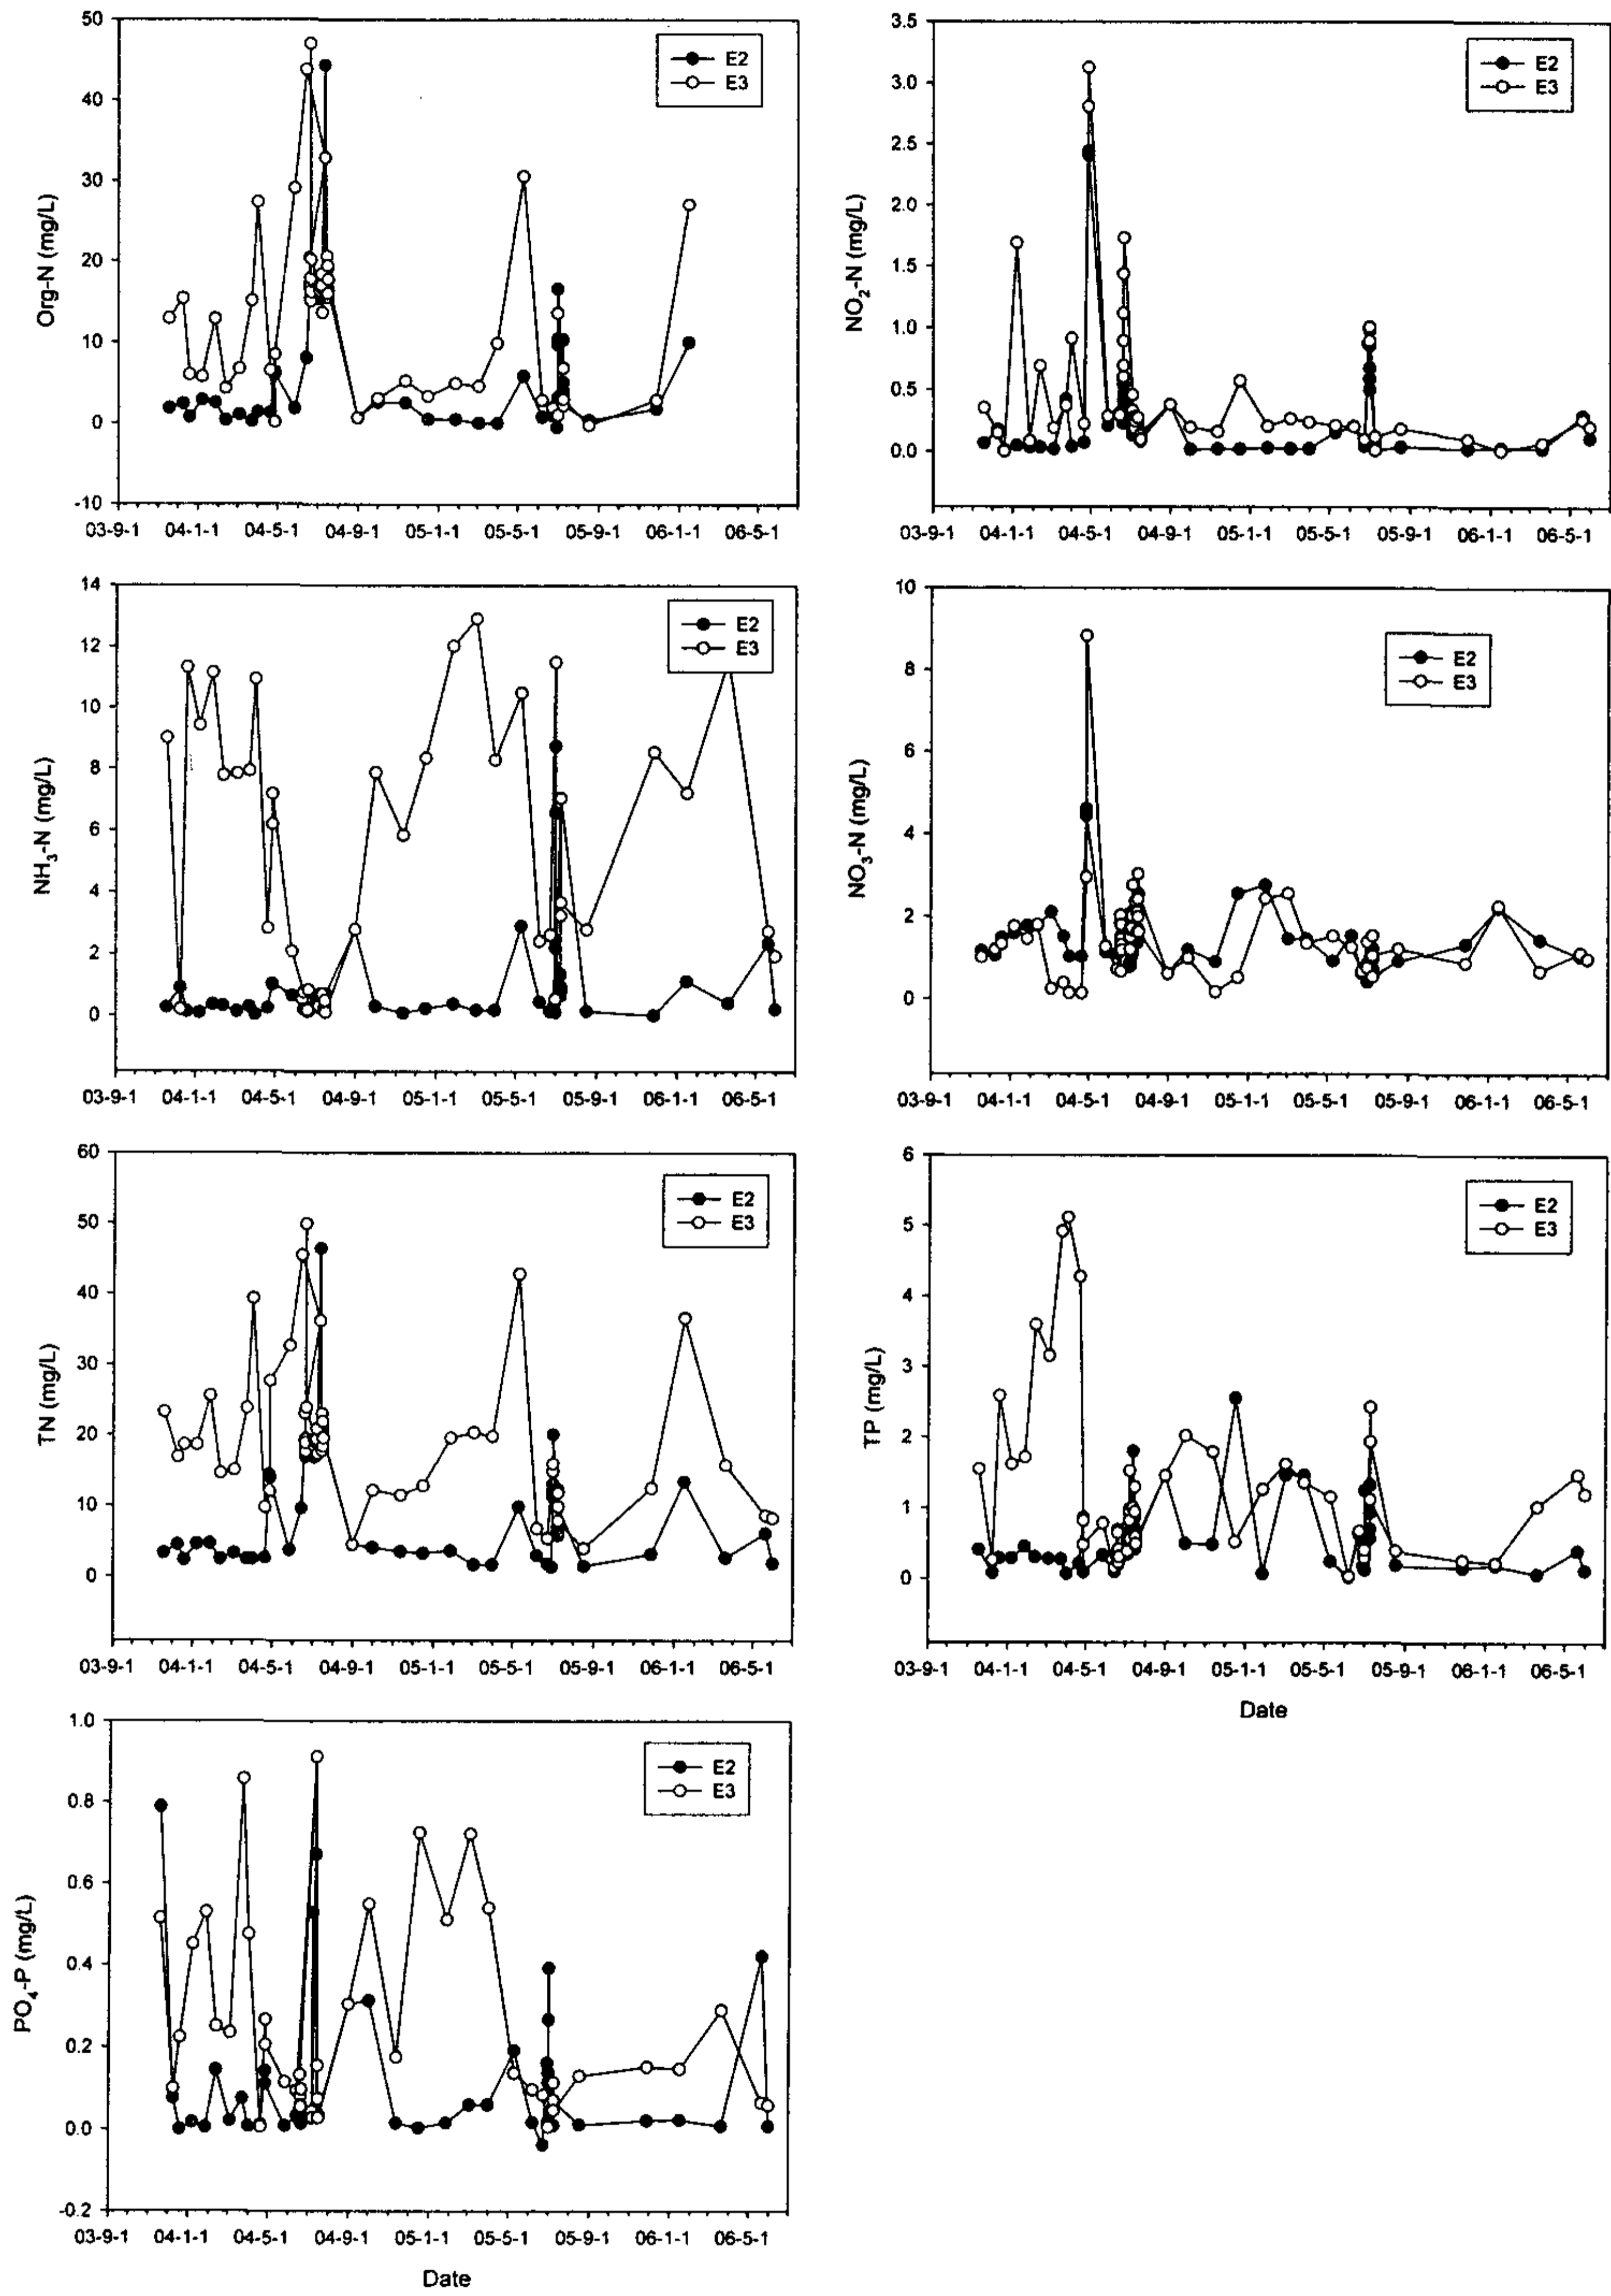 50
40
30
20
10
0
-10
Org-N (mg/L)
E2
E3
03-9-1 04-1-1 04-5-1 04-9-1 05-1-1 05-5-1 05-9-1 06-1-1 06-5-1
3.5
3.0
2.5
2.0
1.5
1.0
0.5
0.0
NO₂-N (mg/L)
E2
E3
03-9-1 04-1-1 04-5-1 04-9-1 05-1-1 05-5-1 05-9-1 06-1-1 06-5-1
14
12
10
8
6
4
2
0
NH₃-N (mg/L)
E2
E3
03-9-1 04-1-1 04-5-1 04-9-1 05-1-1 05-5-1 05-9-1 06-1-1 06-5-1
10
8
6
4
2
0
NO₃-N (mg/L)
E2
E3
03-9-1 04-1-1 04-5-1 04-9-1 05-1-1 05-5-1 05-9-1 06-1-1 06-5-1
60
50
40
30
20
10
0
TN (mg/L)
E2
E3
03-9-1 04-1-1 04-5-1 04-9-1 05-1-1 05-5-1 05-9-1 06-1-1 06-5-1
6
5
4
3
2
1
0
TP (mg/L)
E2
E3
03-9-1 04-1-1 04-5-1 04-9-1 05-1-1 05-5-1 05-9-1 06-1-1 06-5-1
Date
1.0
0.8
0.6
0.4
0.2
0.0
-0.2
PO₄-P (mg/L)
E2
E3
03-9-1 04-1-1 04-5-1 04-9-1 05-1-1 05-5-1 05-9-1 06-1-1 06-5-1
Date